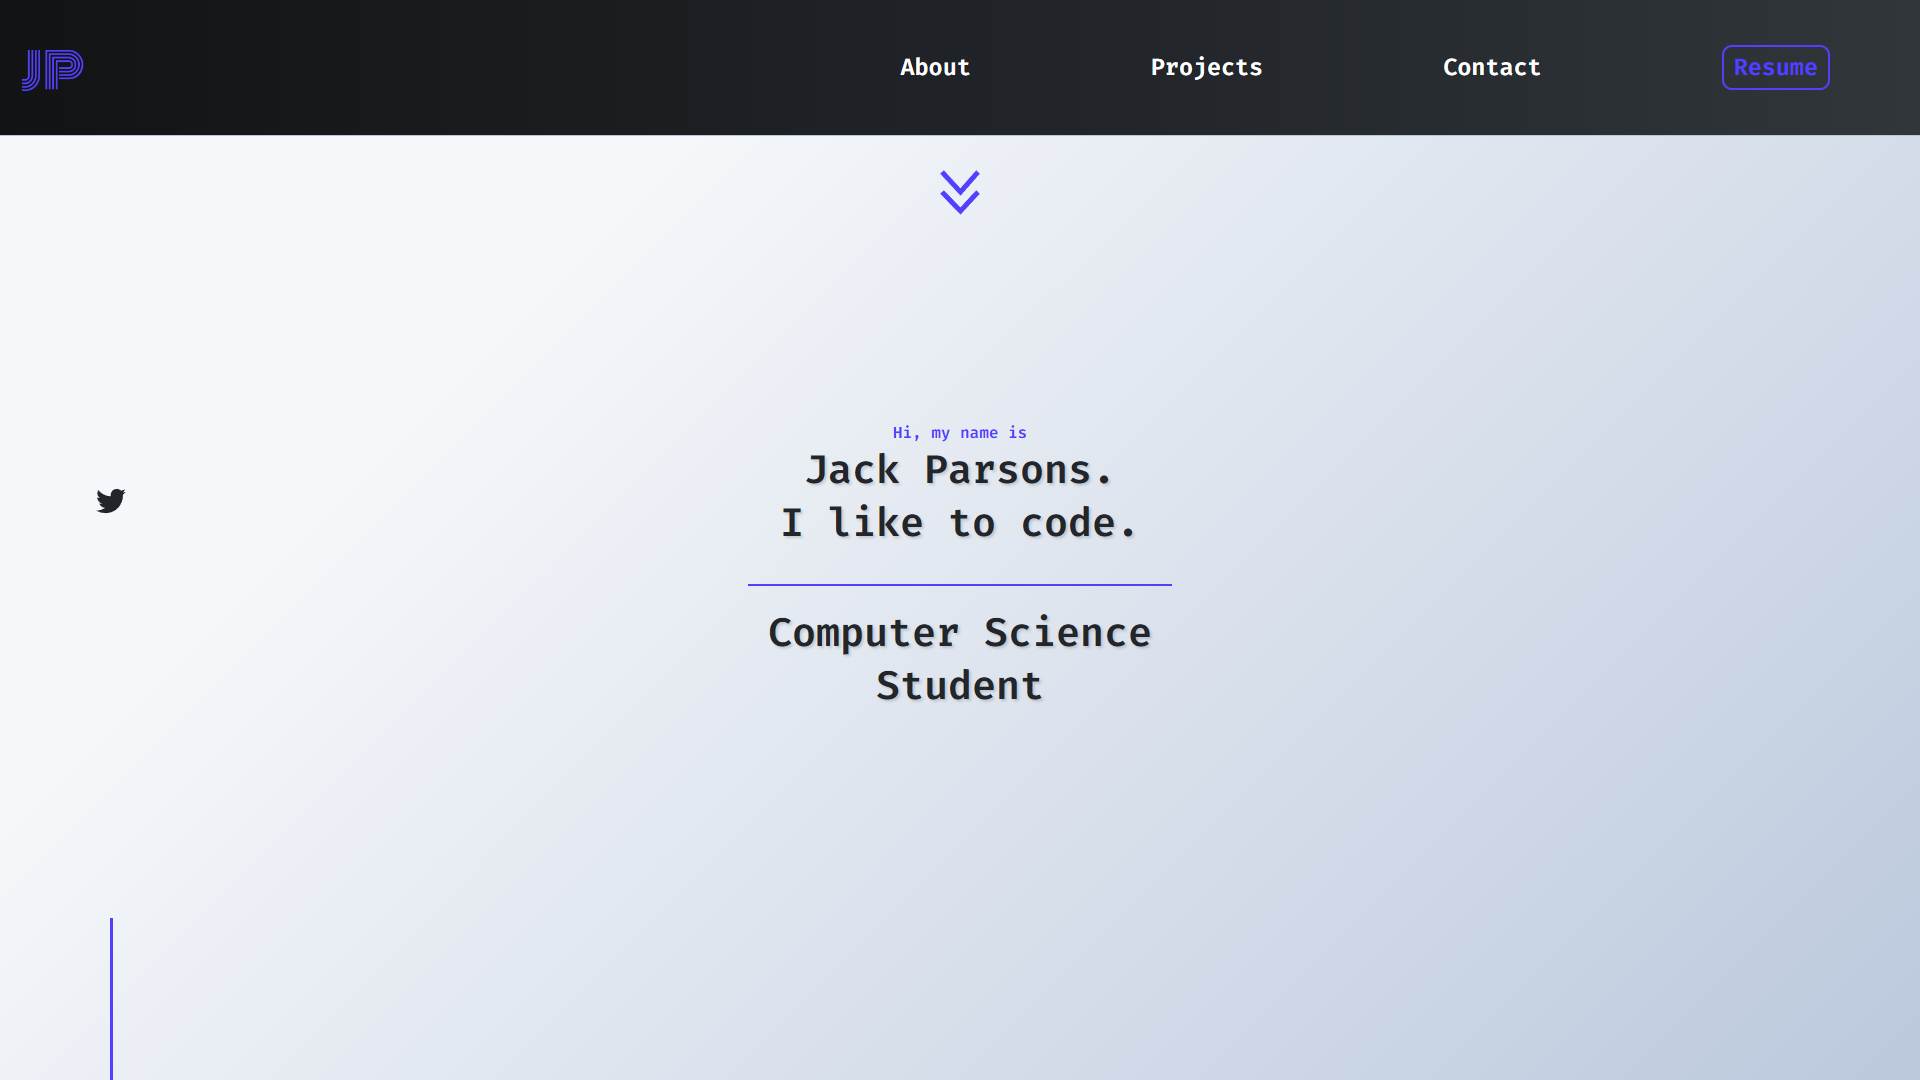 JP
About
Projects
Contact
Resume
Hi, my name is
Jack Parsons.
I like to code.
Computer Science
Student